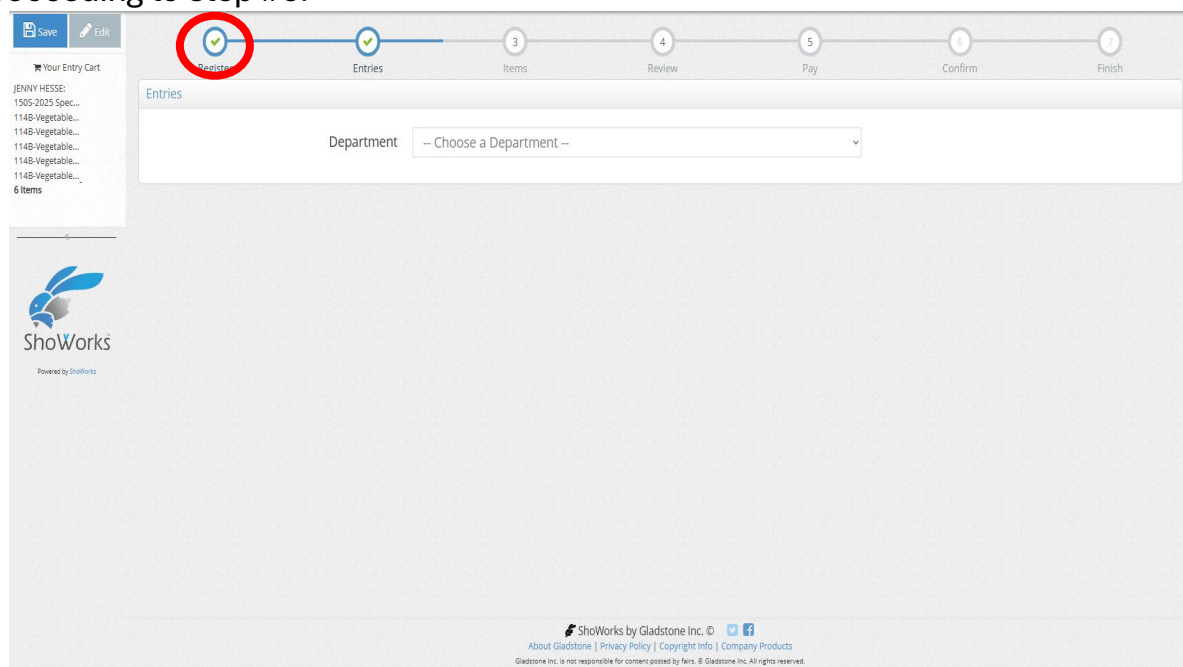 to Step
Save Edit
3 4 5 6 7
Register Entries Items Review Pay Confirm Finish
Your Entry Cart
JENNY HESSE:
150S-2025 Spec...
114B-Vegetable...
114B-Vegetable...
114B-Vegetable...
114B-Vegetable...
114B-Vegetable...
6 Items
Entries
Department -- Choose a Department --
ShoWorks
Powered by ShoWorks
ShoWorks by Gladstone Inc. ©
About Gladstone | Privacy Policy | Copyright Info | Company Products
Gladstone Inc. is not responsible for content posted by fairs. © Gladstone Inc. All rights reserved.